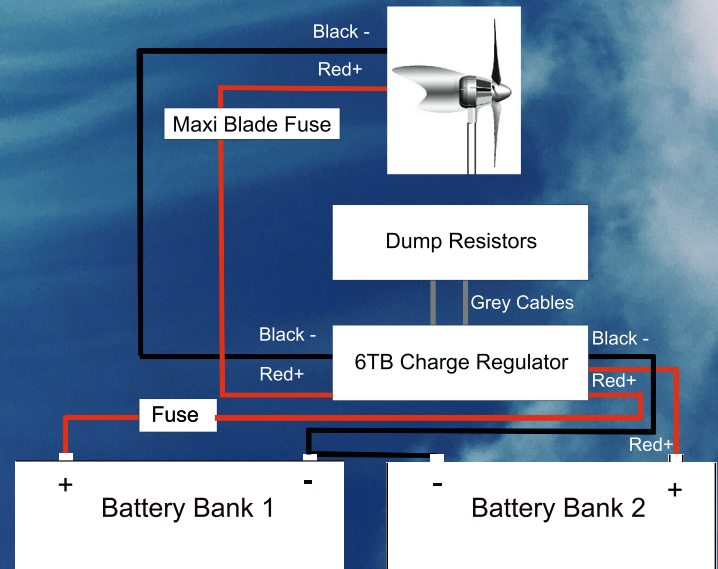 Black -
Red+
Maxi Blade Fuse
Dump Resistors
Grey Cables
Black -
Black -
6TB Charge Regulator
Red+
Red+
Fuse
Red+
+
-
-
+
Battery Bank 1
Battery Bank 2